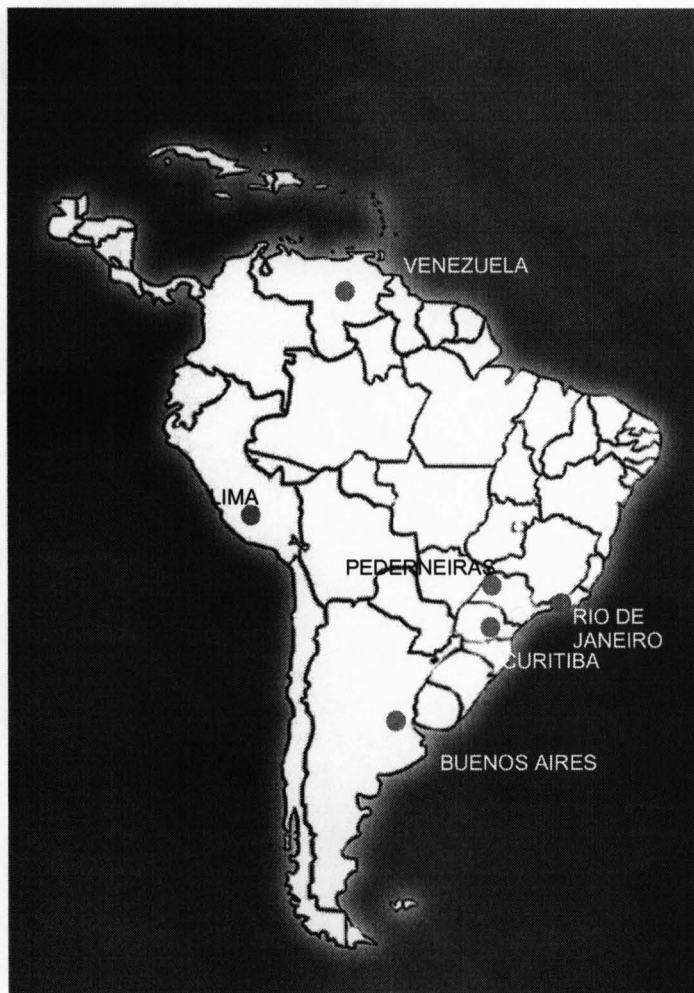 VENEZUELA
LIMA
PEDERNEIRAS
RIO DE
JANEIRO
CURITIBA
BUENOS AIRES